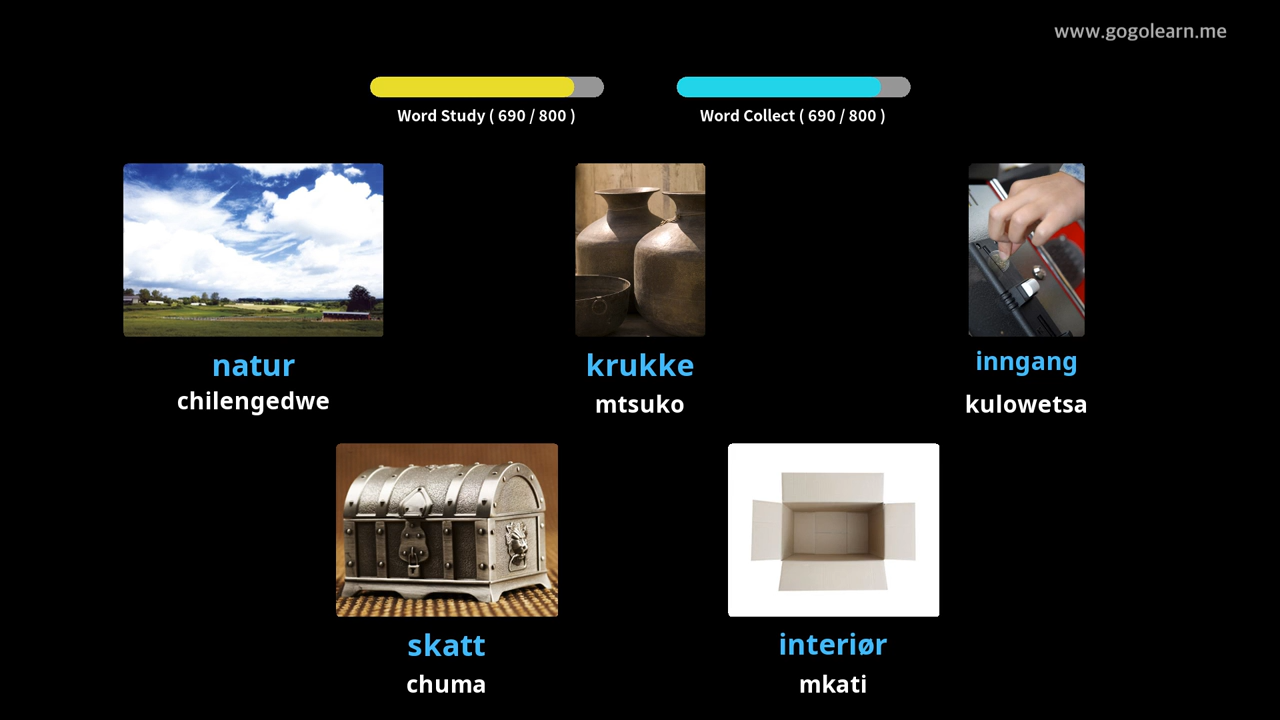 www.gogolearn.me
Word Study ( 690 / 800 )
Word Collect ( 690 / 800 )
natur
chilengedwe
krukke
mtsuko
inngang
kulowetsa
skatt
chuma
interiør
mkati